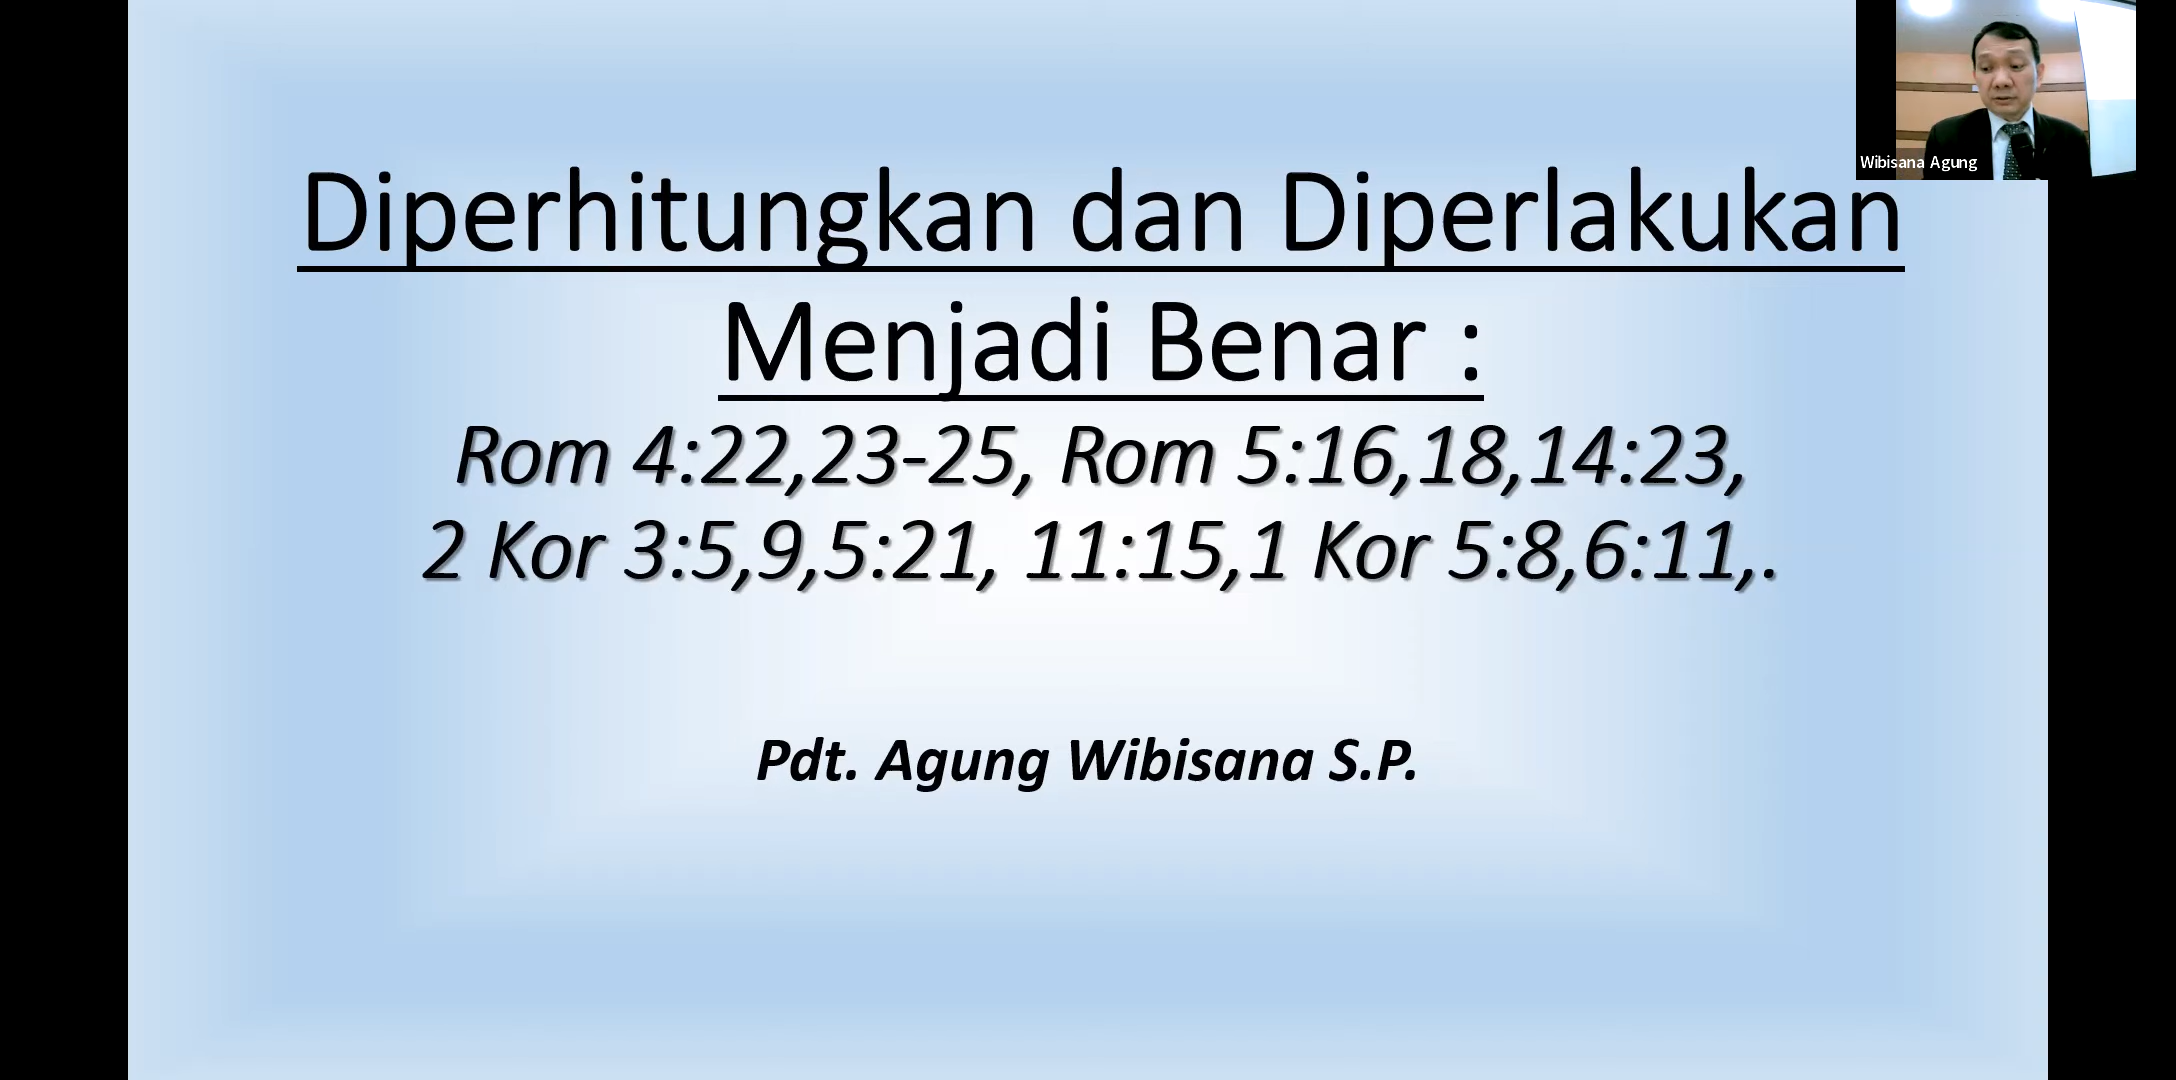 Wibisana Agung
Diperhitungkan dan Diperlakukan
Menjadi Benar :
Rom 4:22,23-25, Rom 5:16,18,14:23,
2 Kor 3:5,9,5:21, 11:15,1 Kor 5:8,6:11,.
Pdt. Agung Wibisana S.P.